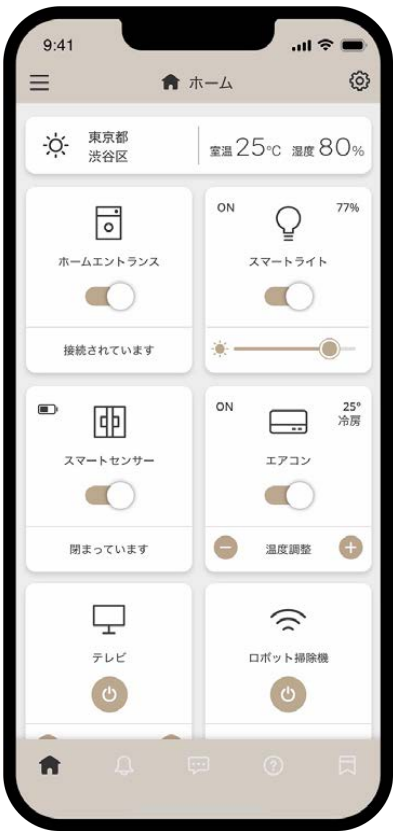 9:41
ホーム
東京都
渋谷区
室温 25°C 湿度 80%
ホームエントランス
接続されています
ON
77%
スマートライト
スマートセンサー
閉まっています
ON
25°
冷房
エアコン
温度調整
テレビ
ロボット掃除機